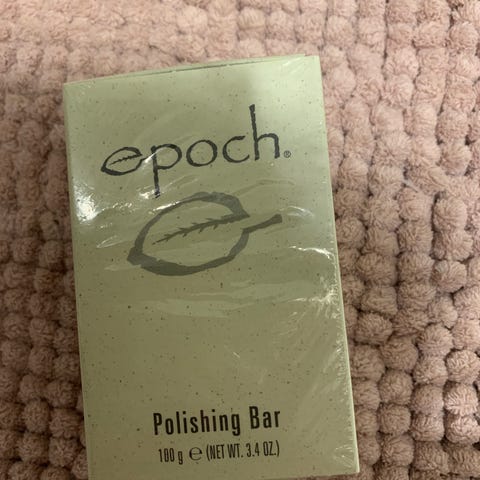 epoch®
Polishing Bar
100 g ℮ (NET WT. 3.4 OZ.)